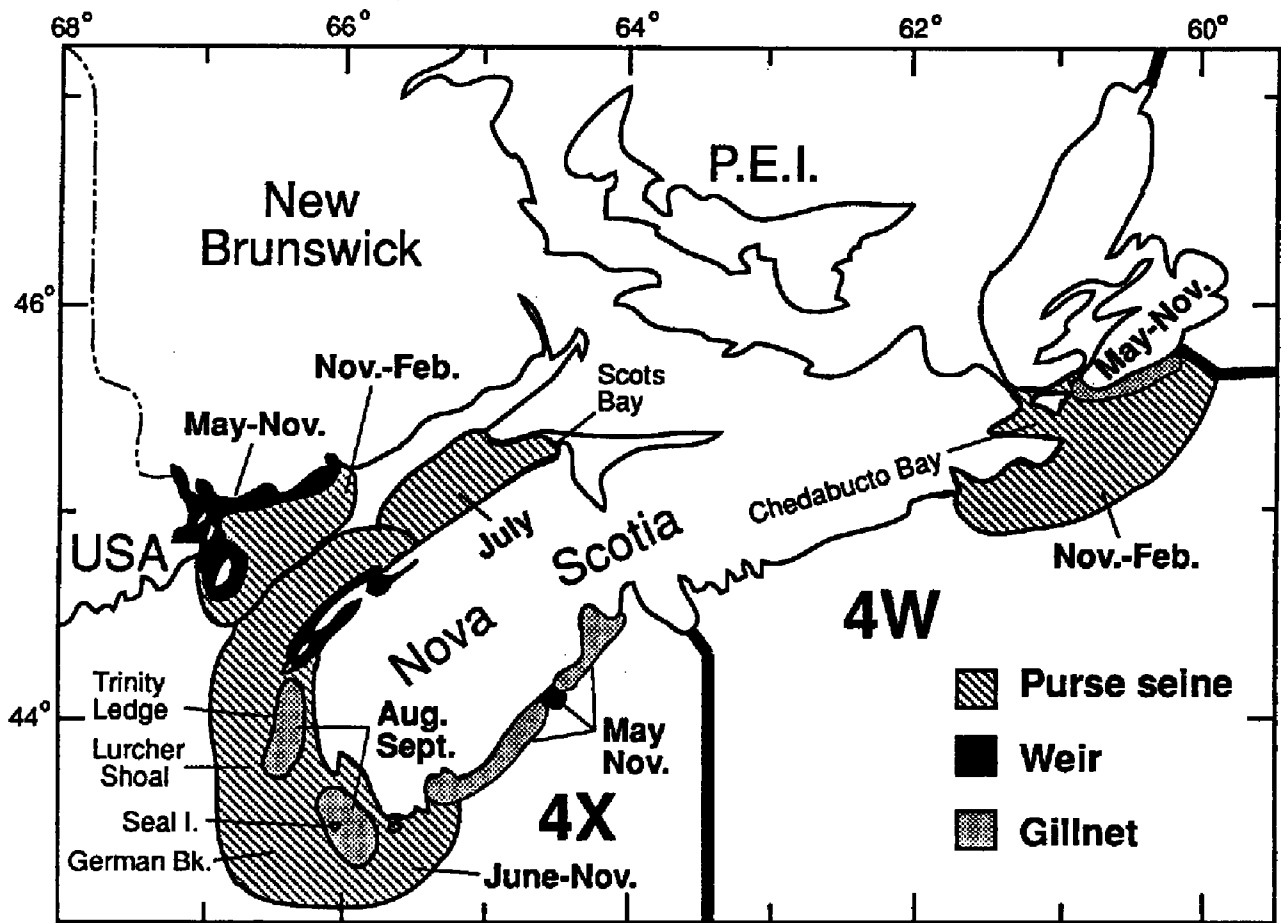 68° 66° 64° 62° 60°
P.E.I.
New
Brunswick
46°
May-Nov.
Nov.-Feb.
Scots
Bay
May-Nov.
Chedabucto Bay
July
USA
Scotia
Nov.-Feb.
Nova
4W
Purse seine
Trinity
Ledge
44°
Aug.
Sept.
May
Nov.
Weir
Lurcher
Shoal
Seal I.
4X
Gillnet
German Bk.
June-Nov.